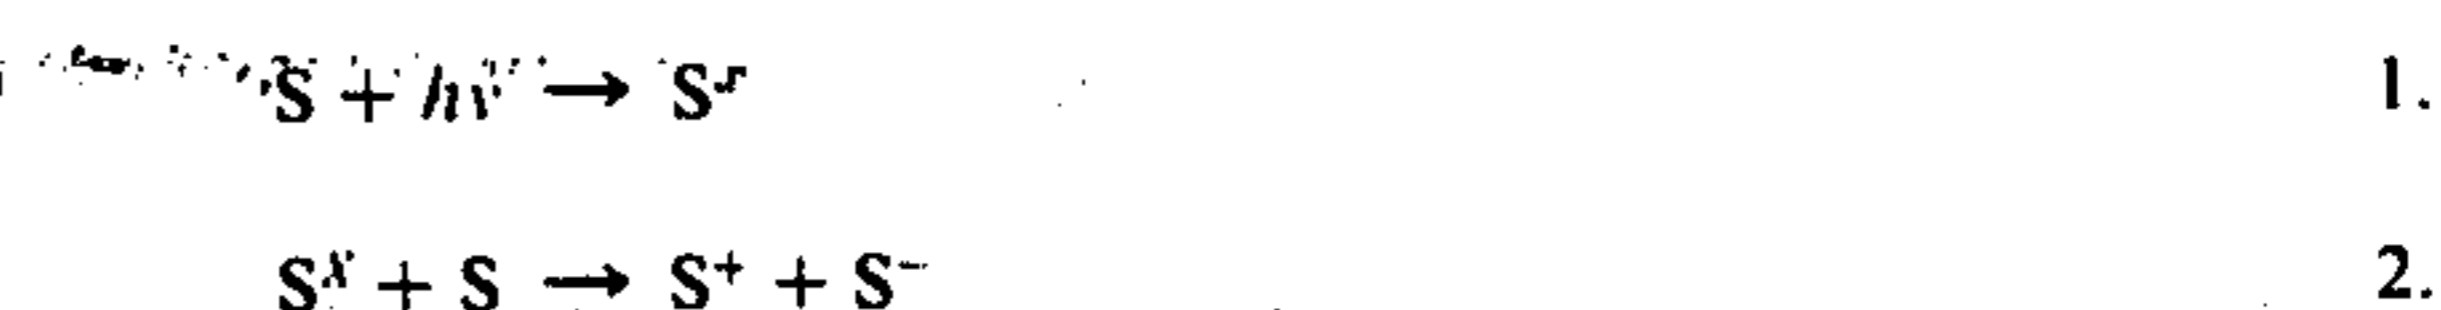 S + hν → S* 1.
S* + S → S⁺ + S⁻ 2.